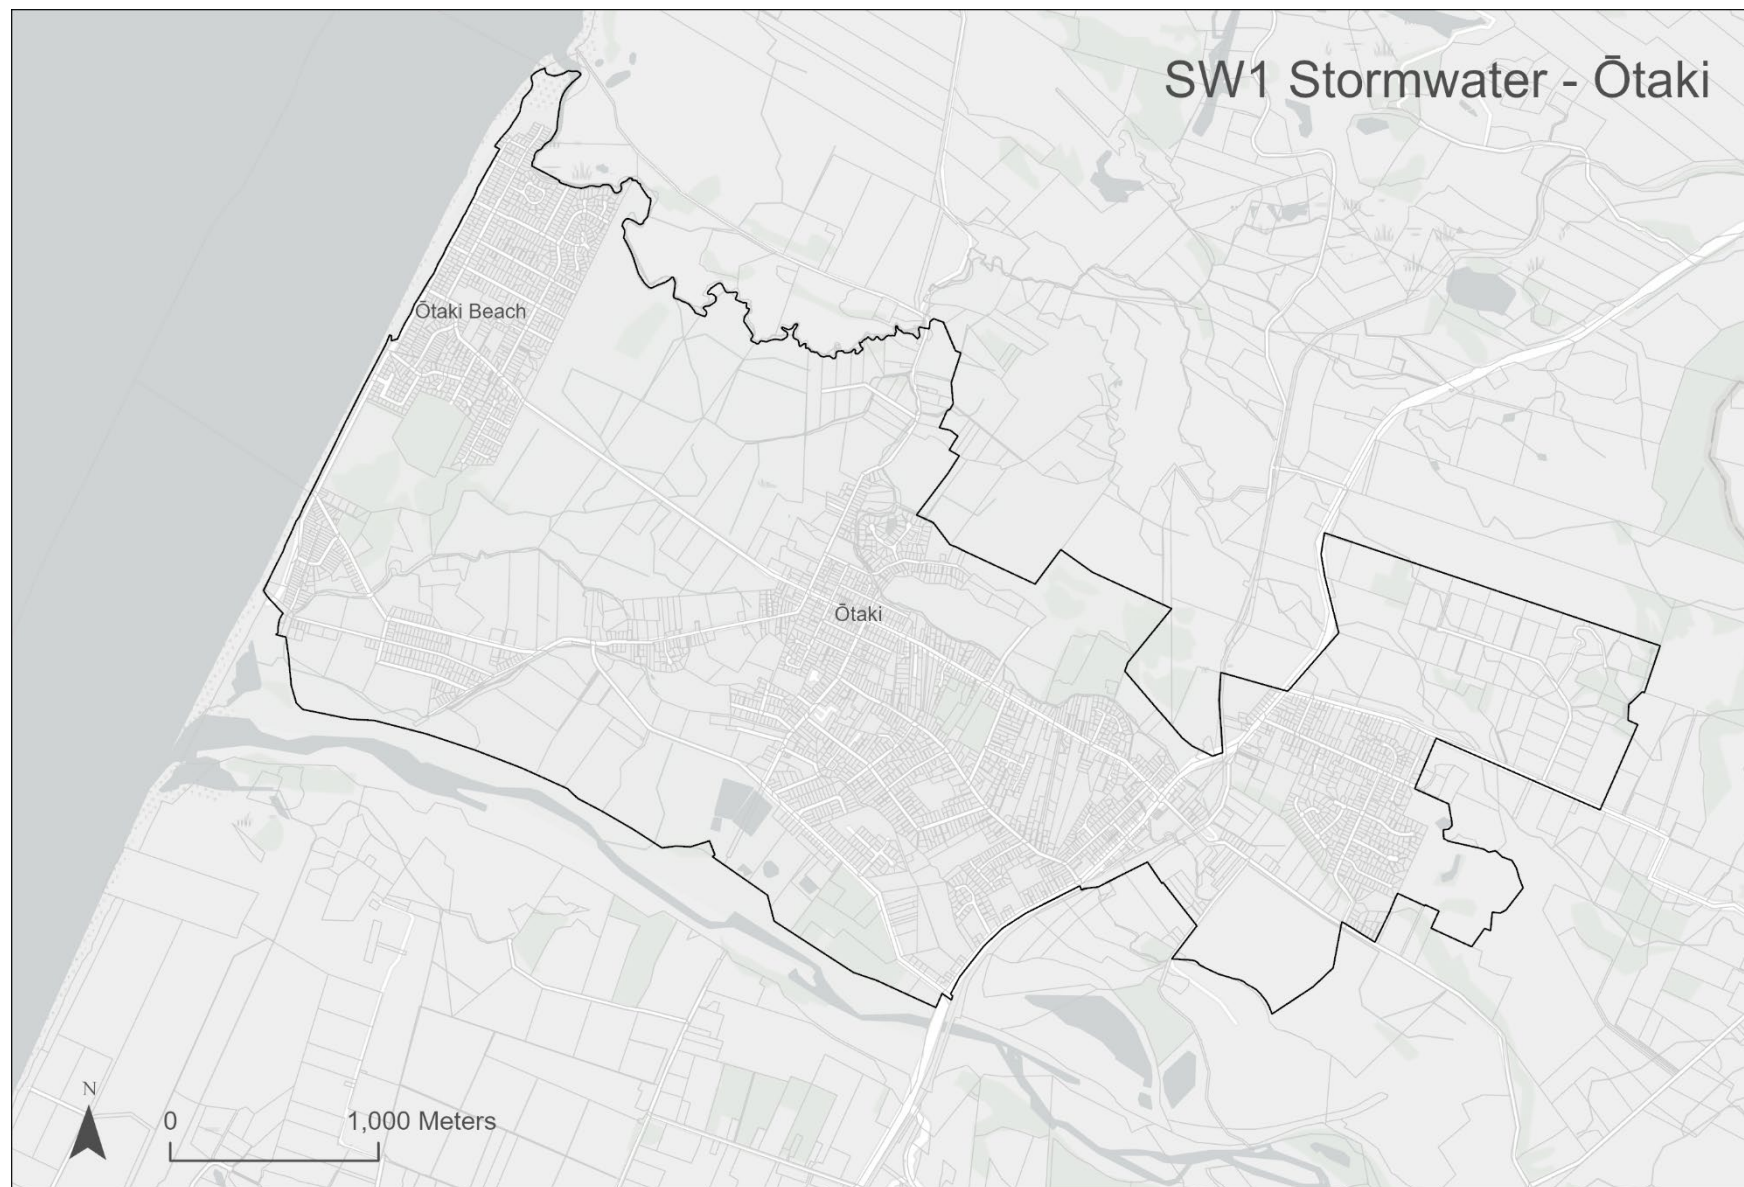 SW1 Stormwater - Ōtaki
Ōtaki Beach
Ōtaki
N
0
1,000 Meters